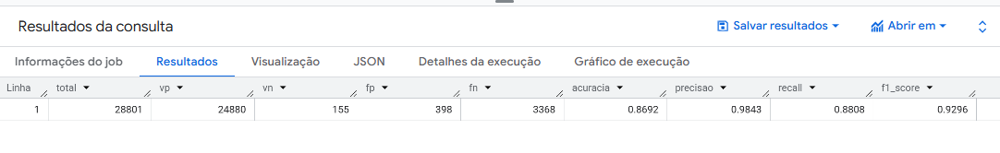 Resultados da consulta
Salvar resultados
Abrir em
Informações do job Resultados Visualização JSON Detalhes da execução Gráfico de execução
Linha total vp vn fp fn acuracia precisao recall f1_score
1 28801 24880 155 398 3368 0.8692 0.9843 0.8808 0.9296